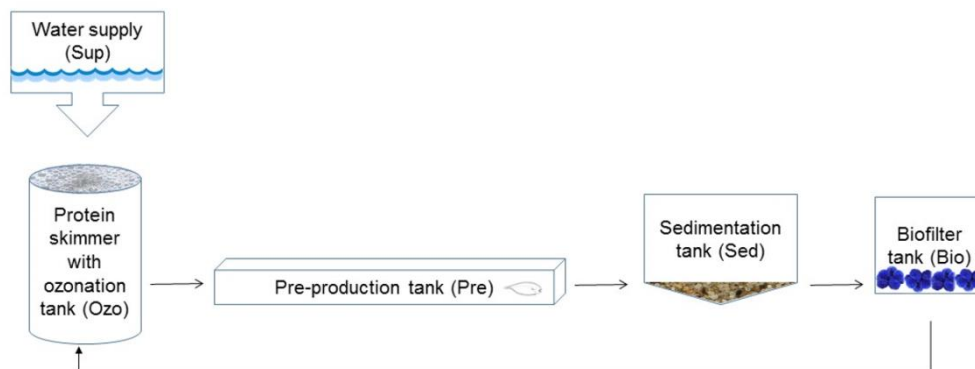 Water supply
(Sup)
Protein
skimmer
with
ozonation
tank (Ozo)
Pre-production tank (Pre)
Sedimentation
tank (Sed)
Biofilter
tank (Bio)